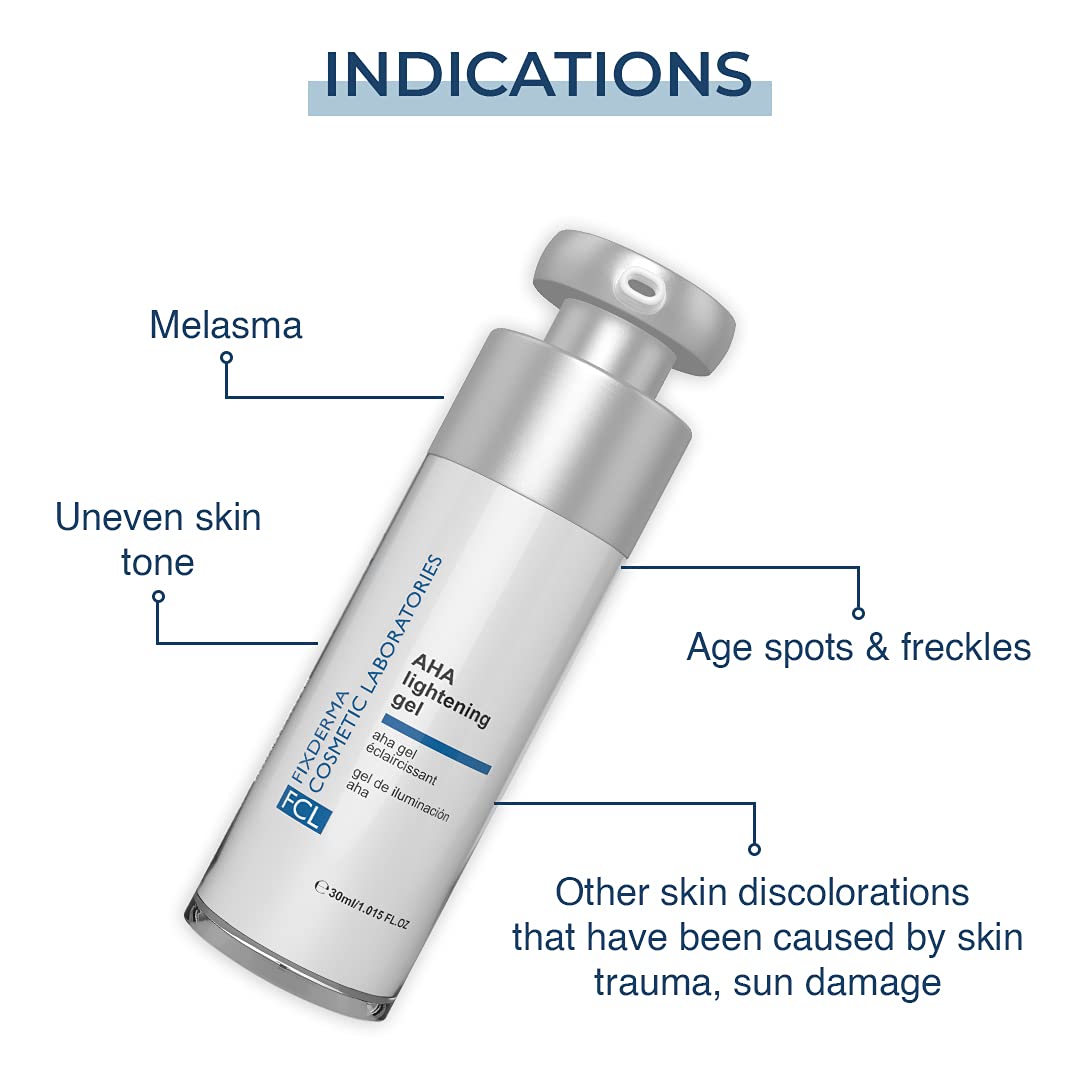 INDICATIONS
Melasma
Uneven skin
tone
Age spots & freckles
Other skin discolorations
that have been caused by skin
trauma, sun damage
FCL
FIXDERMA
COSMETIC LABORATORIES
AHA
lightening
gel
aha gel
éclaircissant
gel de iluminación
aha
℮30ml/1.015 FL.OZ